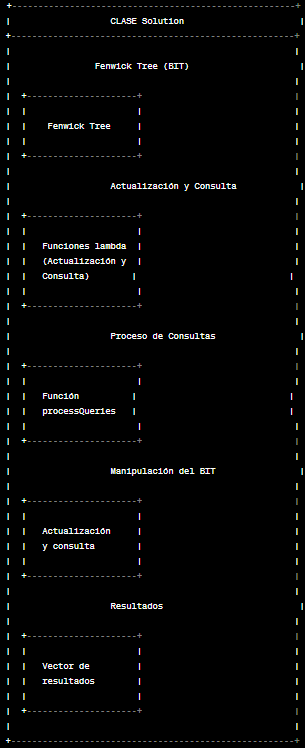 CLASE Solution
Fenwick Tree (BIT)
Fenwick Tree
Actualización y Consulta
Funciones lambda
(Actualización y
Consulta)
Proceso de Consultas
Función
processQueries
Manipulación del BIT
Actualización
y consulta
Resultados
Vector de
resultados